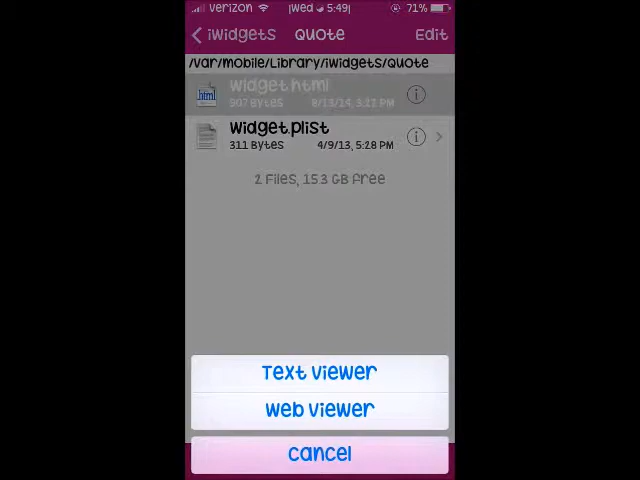 verizon |Wed 5:49| 71%
iWidgets Quote Edit
/var/mobile/Library/iWidgets/Quote
html widget.html
907 Bytes 8/13/14, 3:22 PM
widget.plist
311 Bytes 4/9/13, 5:28 PM
2 Files, 15.3 GB free
Text Viewer
Web Viewer
Cancel